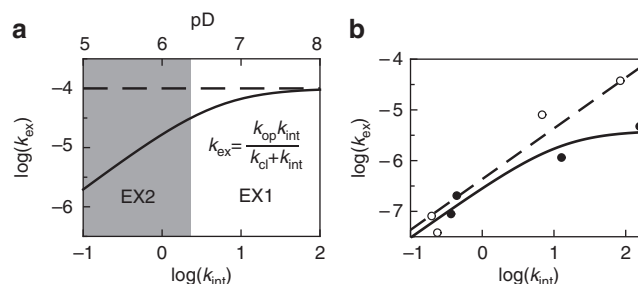 a
pD
5 6 7 8
log(k_ex)
−4
−5
−6
k_ex = k_op k_int / k_cl + k_int
EX2 EX1
−1 0 1 2
log(k_int)
b
log(k_ex)
−4
−5
−6
−7
−1 0 1 2
log(k_int)